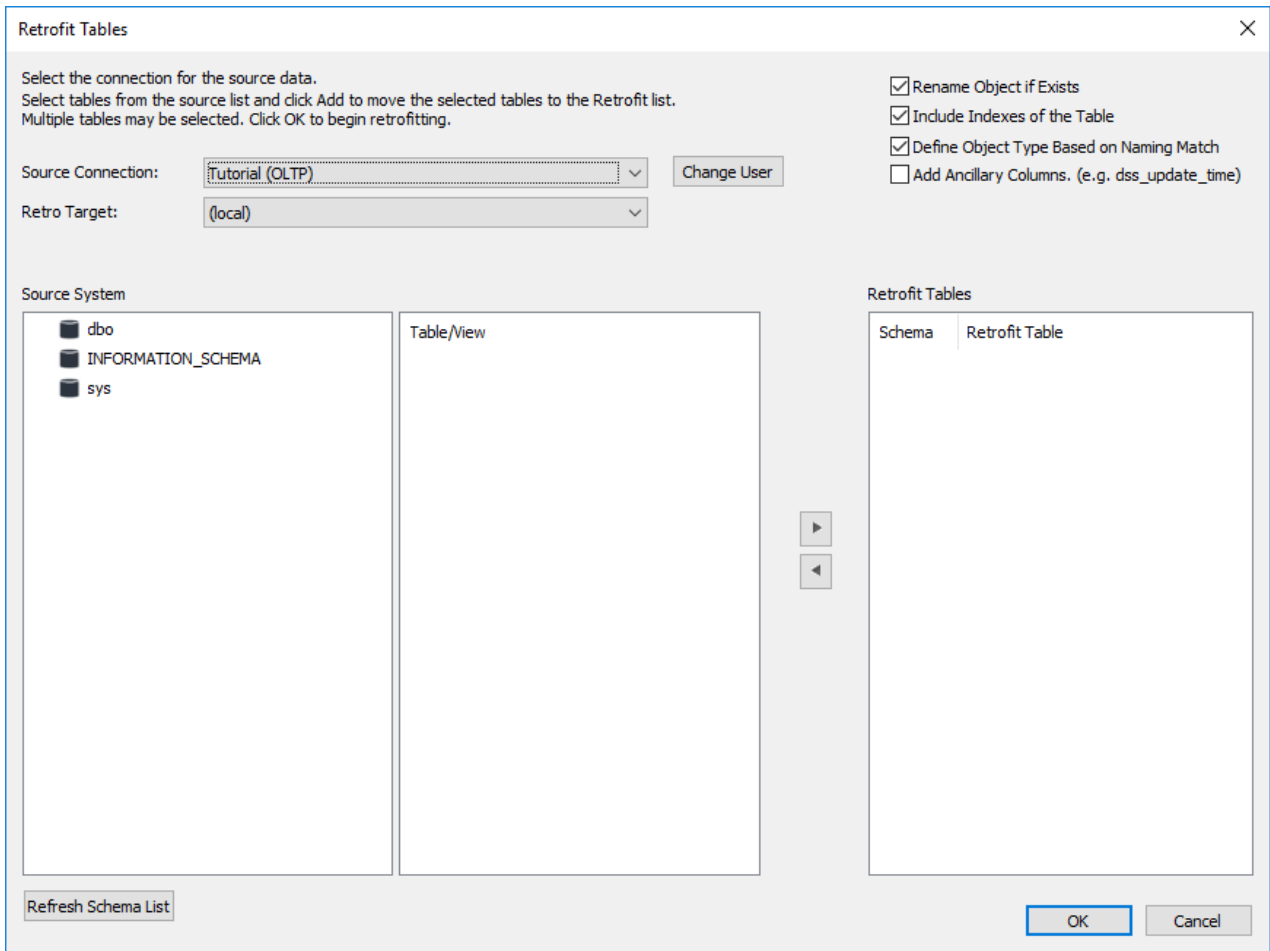 Retrofit Tables
Select the connection for the source data.
Select tables from the source list and click Add to move the selected tables to the Retrofit list.
Multiple tables may be selected. Click OK to begin retrofitting.
Rename Object if Exists
Include Indexes of the Table
Define Object Type Based on Naming Match
Add Ancillary Columns. (e.g. dss_update_time)
Source Connection:
Tutorial (OLTP)
Change User
Retro Target:
(local)
Source System
dbo
INFORMATION_SCHEMA
sys
Table/View
Retrofit Tables
Schema
Retrofit Table
Refresh Schema List
OK
Cancel